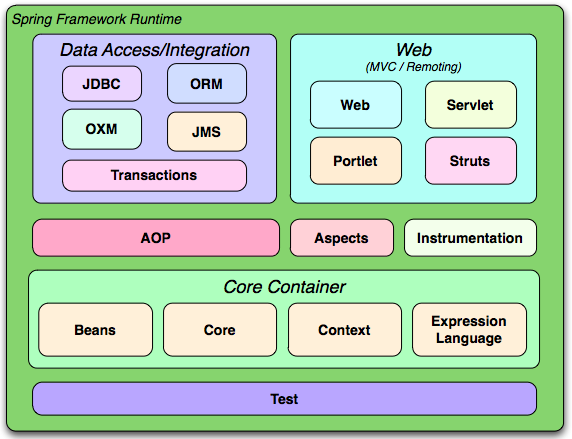 Spring Framework Runtime
Data Access/Integration
JDBC
ORM
OXM
JMS
Transactions
Web
(MVC / Remoting)
Web
Servlet
Portlet
Struts
AOP
Aspects
Instrumentation
Core Container
Beans
Core
Context
Expression
Language
Test